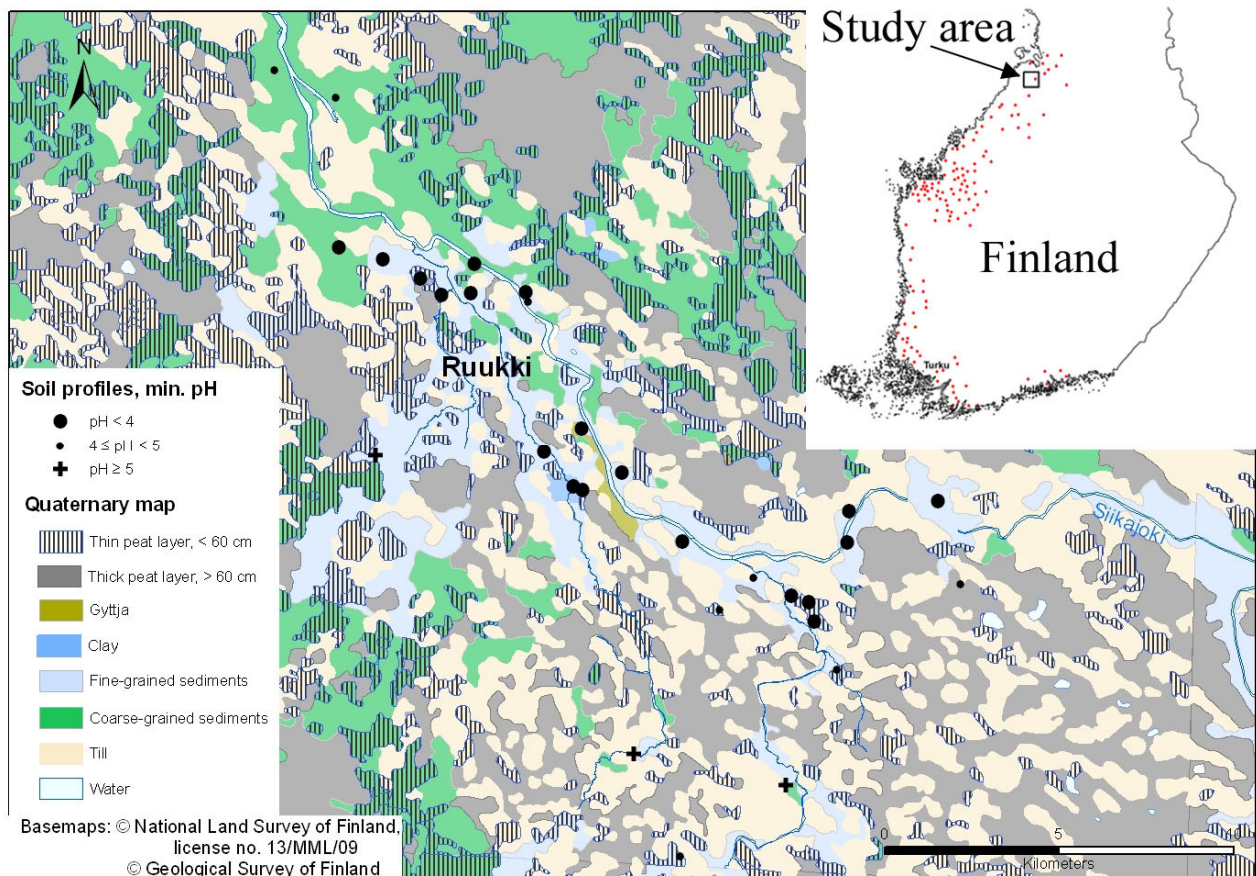 Study area
N
Finland
Turku
Ruukki
Siikajoki
Soil profiles, min. pH
pH < 4
4 ≤ pH < 5
pH ≥ 5
Quaternary map
Thin peat layer, < 60 cm
Thick peat layer, > 60 cm
Gyttja
Clay
Fine-grained sediments
Coarse-grained sediments
Till
Water
Basemaps: © National Land Survey of Finland,
license no. 13/MML/09
© Geological Survey of Finland
0 5 10
Kilometers